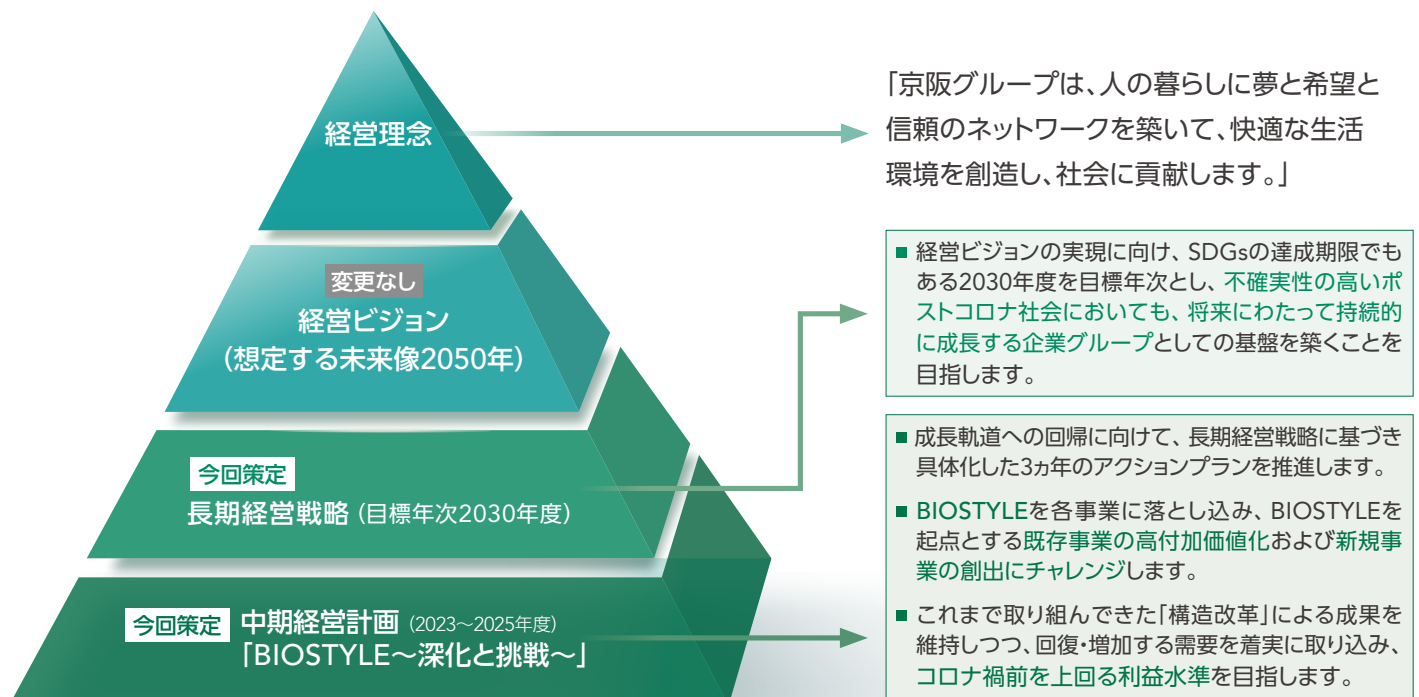 経営理念
「京阪グループは、人の暮らしに夢と希望と
信頼のネットワークを築いて、快適な生活
環境を創造し、社会に貢献します。」
変更なし
経営ビジョン
（想定する未来像2050年）
■ 経営ビジョンの実現に向け、SDGsの達成期限でも
ある2030年度を目標年次とし、不確実性の高いポ
ストコロナ社会においても、将来にわたって持続的
に成長する企業グループとしての基盤を築くことを
目指します。
今回策定
長期経営戦略（目標年次2030年度）
■ 成長軌道への回帰に向けて、長期経営戦略に基づき
具体化した3ヵ年のアクションプランを推進します。
■ BIOSTYLEを各事業に落とし込み、BIOSTYLEを
起点とする既存事業の高付加価値化および新規事
業の創出にチャレンジします。
■ これまで取り組んできた「構造改革」による成果を
維持しつつ、回復・増加する需要を着実に取り込み、
コロナ禍前を上回る利益水準を目指します。
今回策定 中期経営計画（2023～2025年度）
「BIOSTYLE～深化と挑戦～」